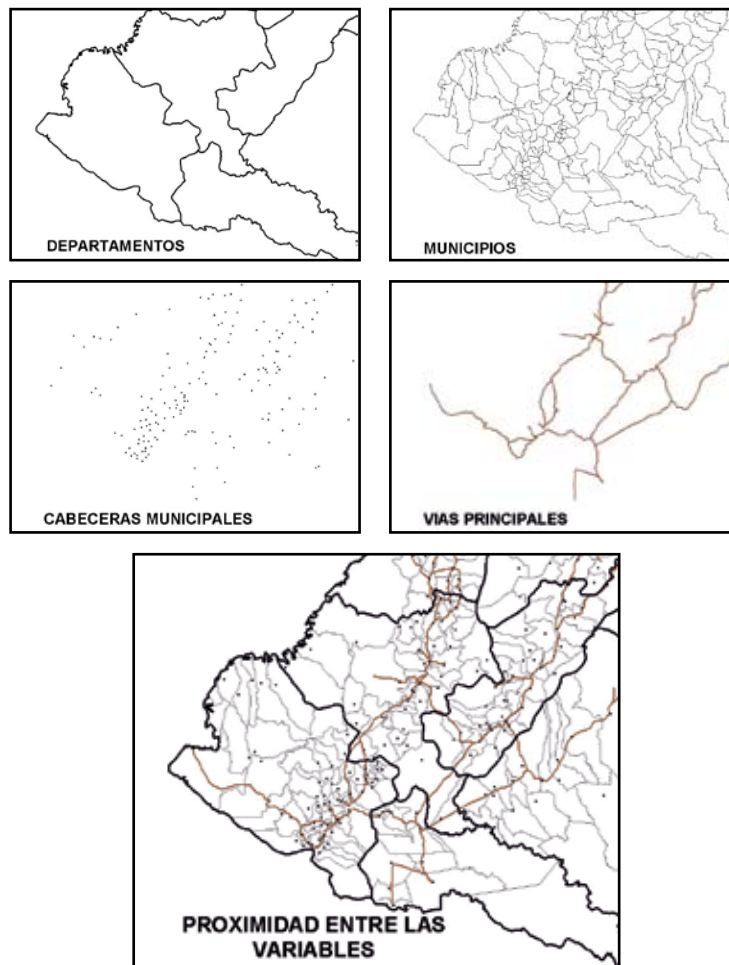 DEPARTAMENTOS
MUNICIPIOS
CABECERAS MUNICIPALES
VIAS PRINCIPALES
PROXIMIDAD ENTRE LAS
VARIABLES